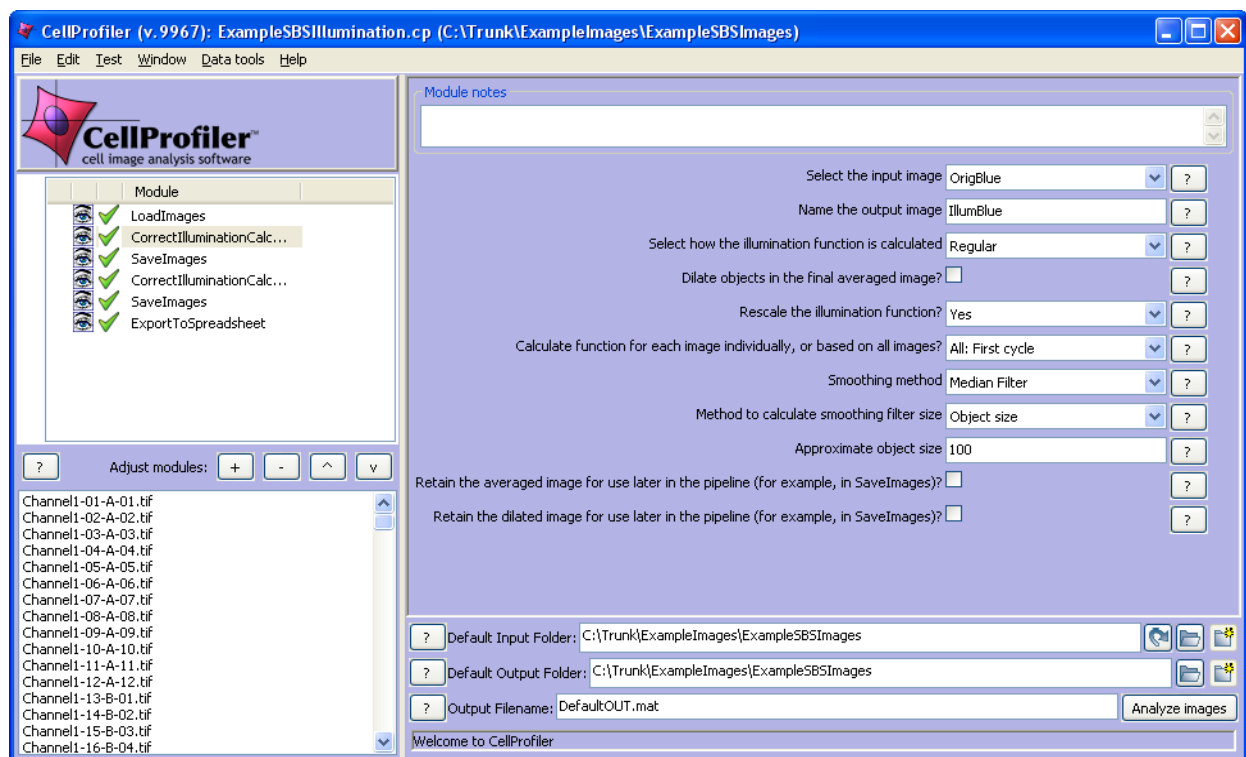 CellProfiler (v.9967): ExampleSBSIllumination.cp (C:\Trunk\ExampleImages\ExampleSBSImages)
File Edit Test Window Data tools Help
CellProfiler™
cell image analysis software
Module
LoadImages
CorrectIlluminationCalc...
SaveImages
CorrectIlluminationCalc...
SaveImages
ExportToSpreadsheet
? Adjust modules: + - ^ v
Channel1-01-A-01.tif
Channel1-02-A-02.tif
Channel1-03-A-03.tif
Channel1-04-A-04.tif
Channel1-05-A-05.tif
Channel1-06-A-06.tif
Channel1-07-A-07.tif
Channel1-08-A-08.tif
Channel1-09-A-09.tif
Channel1-10-A-10.tif
Channel1-11-A-11.tif
Channel1-12-A-12.tif
Channel1-13-B-01.tif
Channel1-14-B-02.tif
Channel1-15-B-03.tif
Channel1-16-B-04.tif
Module notes
Select the input image OrigBlue ?
Name the output image IllumBlue ?
Select how the illumination function is calculated Regular ?
Dilate objects in the final averaged image? ?
Rescale the illumination function? Yes ?
Calculate function for each image individually, or based on all images? All: First cycle ?
Smoothing method Median Filter ?
Method to calculate smoothing filter size Object size ?
Approximate object size 100 ?
Retain the averaged image for use later in the pipeline (for example, in SaveImages)? ?
Retain the dilated image for use later in the pipeline (for example, in SaveImages)? ?
? Default Input Folder: C:\Trunk\ExampleImages\ExampleSBSImages
? Default Output Folder: C:\Trunk\ExampleImages\ExampleSBSImages
? Output Filename: DefaultOUT.mat Analyze images
Welcome to CellProfiler